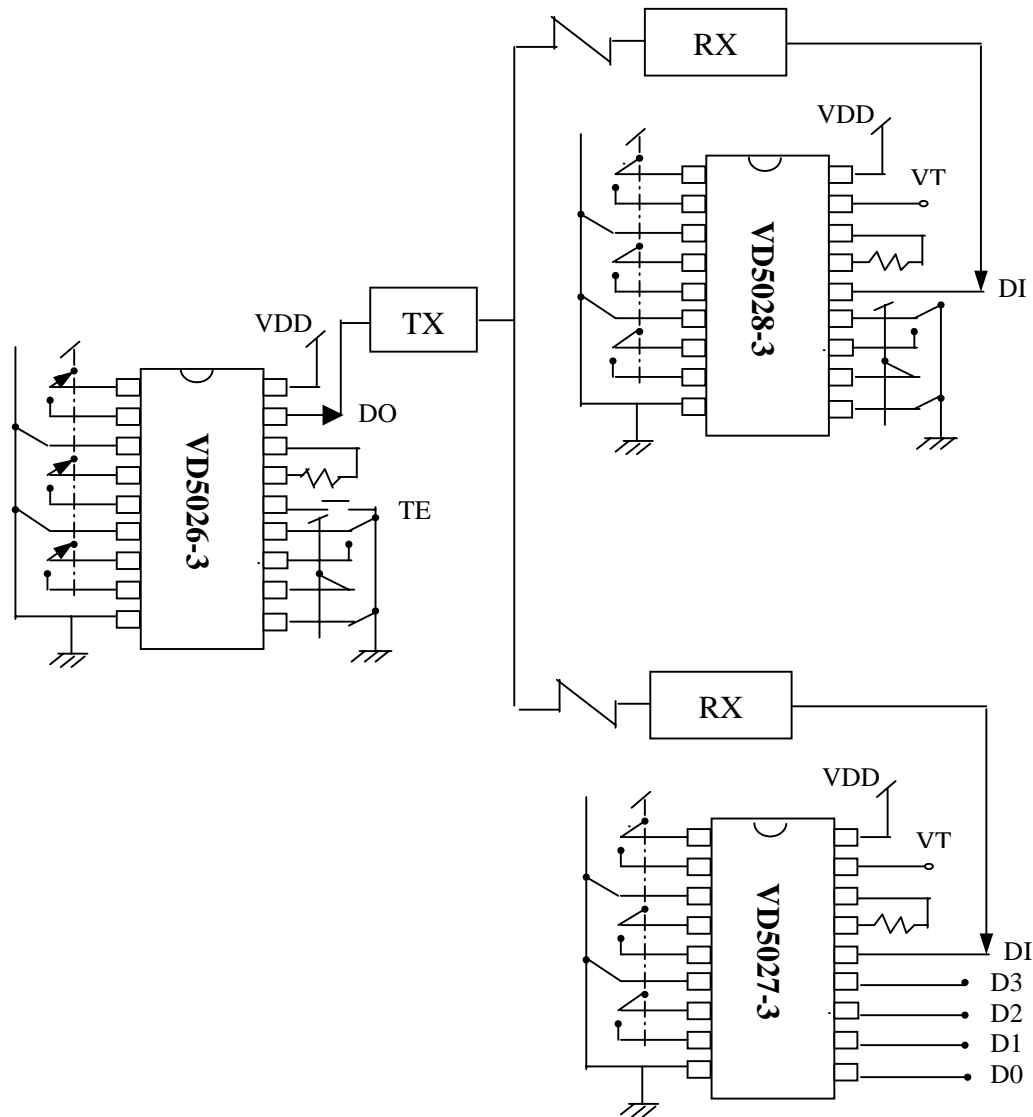 RX
VDD
VT
VD5028-3
DI
TX
VDD
DO
VD5026-3
TE
RX
VDD
VT
VD5027-3
DI
D3
D2
D1
D0